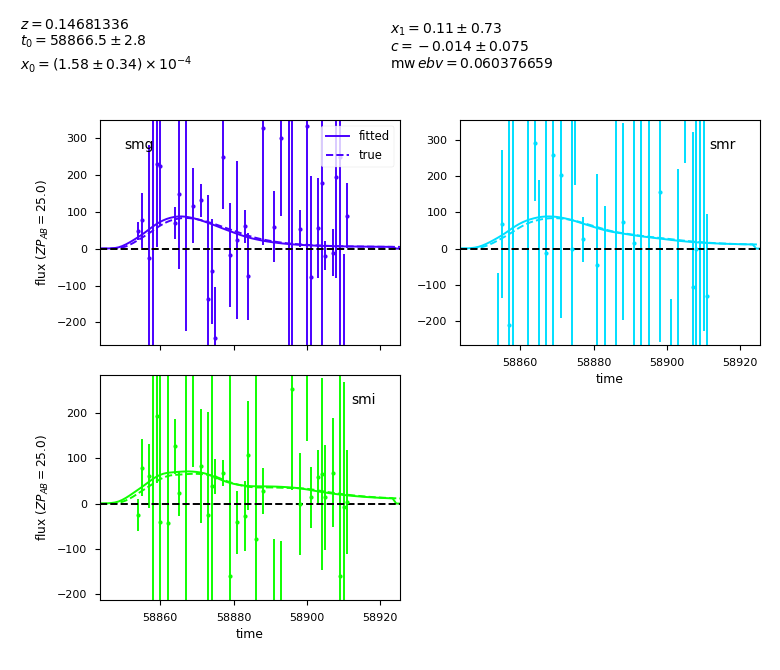 z = 0.14681336
t₀ = 58866.5 ± 2.8
x₀ = (1.58 ± 0.34) × 10⁻⁴
x₁ = 0.11 ± 0.73
c = −0.014 ± 0.075
mw ebv = 0.060376659
smg
fitted
true
300
200
100
0
−100
−200
flux (ZP_AB = 25.0)
smr
300
200
100
0
−100
−200
58860 58880 58900 58920
time
smi
200
100
0
−100
−200
flux (ZP_AB = 25.0)
58860 58880 58900 58920
time